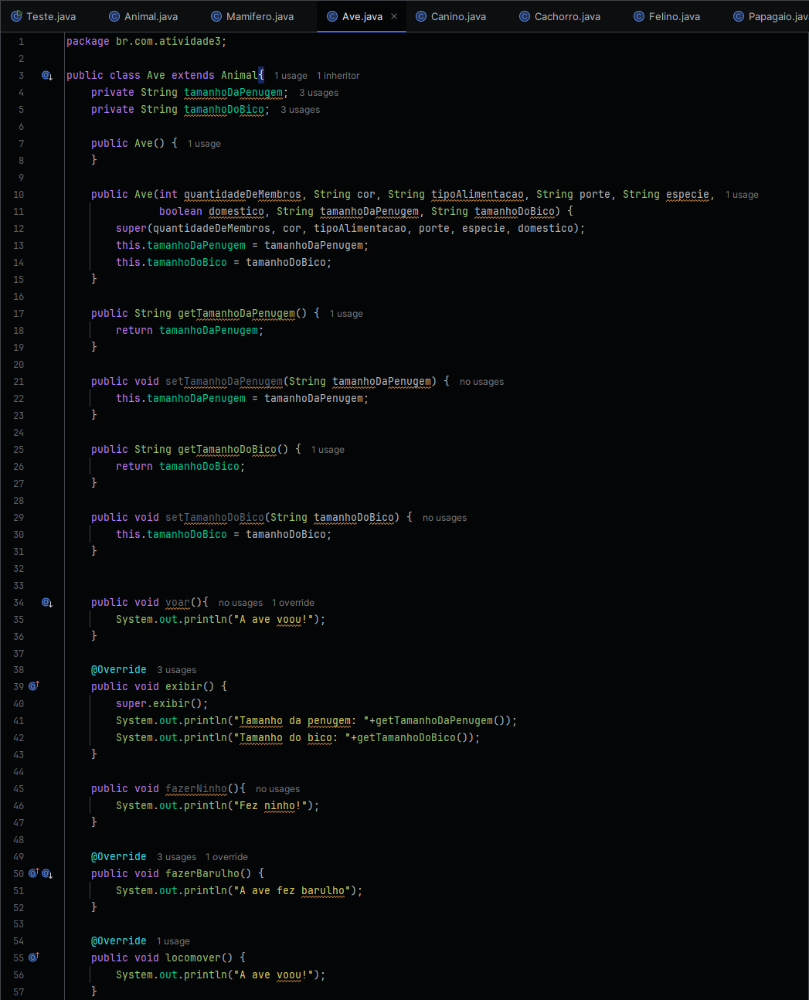 Teste.java Animal.java Mamifero.java Ave.java Canino.java Cachorro.java Felino.java Papagaio.jav
1 package br.com.atividade3;
2
3 public class Ave extends Animal{ 1 usage 1 inheritor
4 private String tamanhoDaPenugem; 3 usages
5 private String tamanhoDoBico; 3 usages
6
7 public Ave() { 1 usage
8 }
9
10 public Ave(int quantidadeDeMembros, String cor, String tipoAlimentacao, String porte, String especie, 1 usage
11 boolean domestico, String tamanhoDaPenugem, String tamanhoDoBico) {
12 super(quantidadeDeMembros, cor, tipoAlimentacao, porte, especie, domestico);
13 this.tamanhoDaPenugem = tamanhoDaPenugem;
14 this.tamanhoDoBico = tamanhoDoBico;
15 }
16
17 public String getTamanhoDaPenugem() { 1 usage
18 return tamanhoDaPenugem;
19 }
20
21 public void setTamanhoDaPenugem(String tamanhoDaPenugem) { no usages
22 this.tamanhoDaPenugem = tamanhoDaPenugem;
23 }
24
25 public String getTamanhoDoBico() { 1 usage
26 return tamanhoDoBico;
27 }
28
29 public void setTamanhoDoBico(String tamanhoDoBico) { no usages
30 this.tamanhoDoBico = tamanhoDoBico;
31 }
32
33
34 public void voar(){ no usages 1 override
35 System.out.println("A ave voou!");
36 }
37
38 @Override 3 usages
39 public void exibir() {
40 super.exibir();
41 System.out.println("Tamanho da penugem: "+getTamanhoDaPenugem());
42 System.out.println("Tamanho do bico: "+getTamanhoDoBico());
43 }
44
45 public void fazerNinho(){ no usages
46 System.out.println("Fez ninho!");
47 }
48
49 @Override 3 usages 1 override
50 public void fazerBarulho() {
51 System.out.println("A ave fez barulho");
52 }
53
54 @Override 1 usage
55 public void locomover() {
56 System.out.println("A ave voou!");
57 }